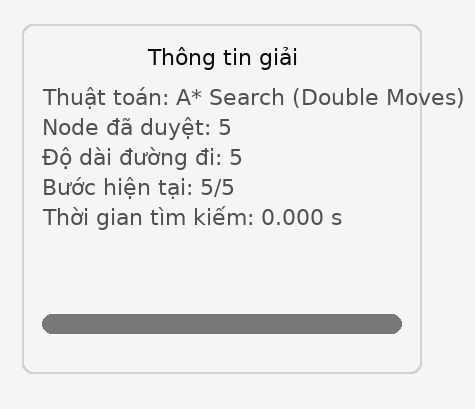 Thông tin giải
Thuật toán: A* Search (Double Moves)
Node đã duyệt: 5
Độ dài đường đi: 5
Bước hiện tại: 5/5
Thời gian tìm kiếm: 0.000 s